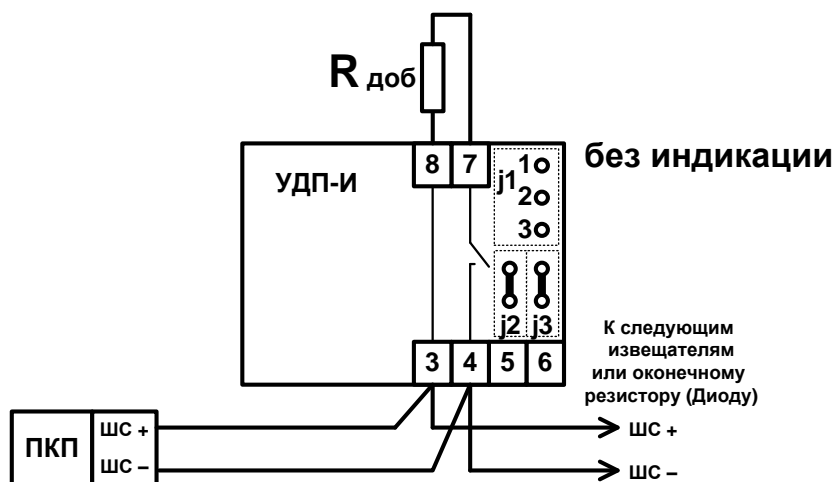 R доб
без индикации
УДП-И
8 7
j1
1
2
3
j2 j3
3 4 5 6
К следующим
извещателям
или оконечному
резистору (Диоду)
ПКП
ШС +
ШС –
ШС +
ШС –